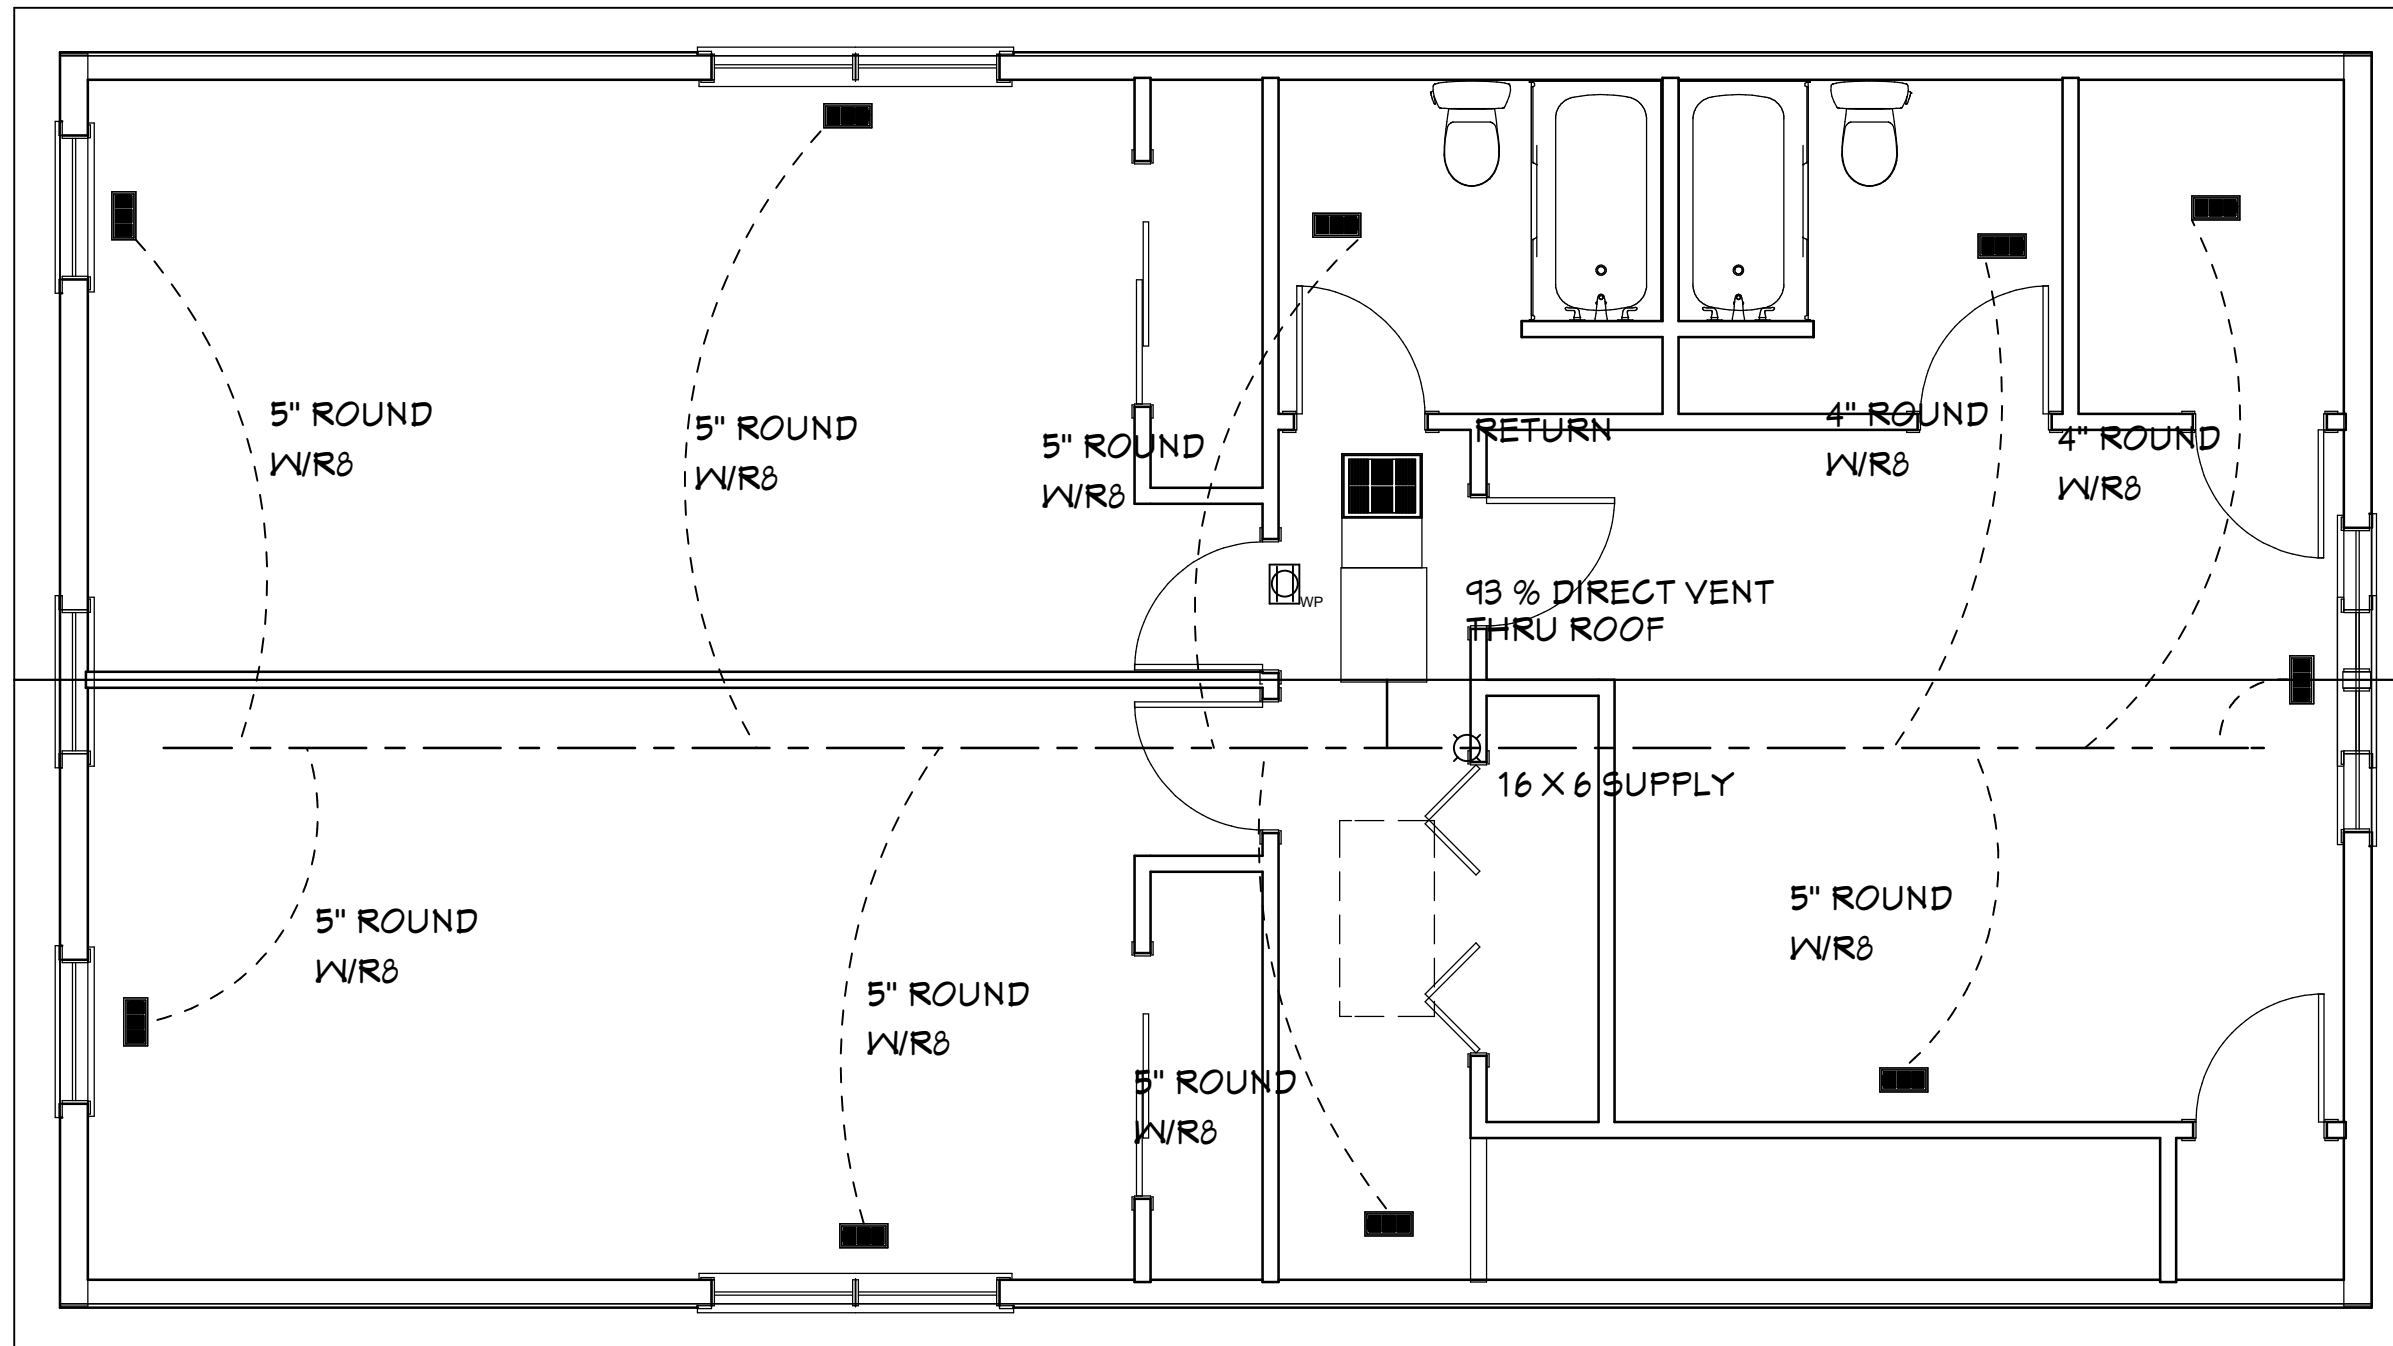 5" ROUND
W/R8
5" ROUND
W/R8
5" ROUND
W/R8
RETURN
4" ROUND
W/R8
4" ROUND
W/R8
WP
93 % DIRECT VENT
THRU ROOF
16 X 6 SUPPLY
5" ROUND
W/R8
5" ROUND
W/R8
5" ROUND
W/R8
5" ROUND
W/R8